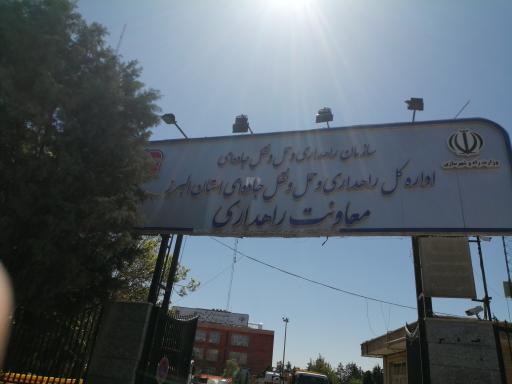 سازمان راهداری و حمل و نقل جاده‌ای
اداره کل راهداری و حمل و نقل جاده‌ای استان البرز
معاونت راهداری
وزارت راه و شهرسازی